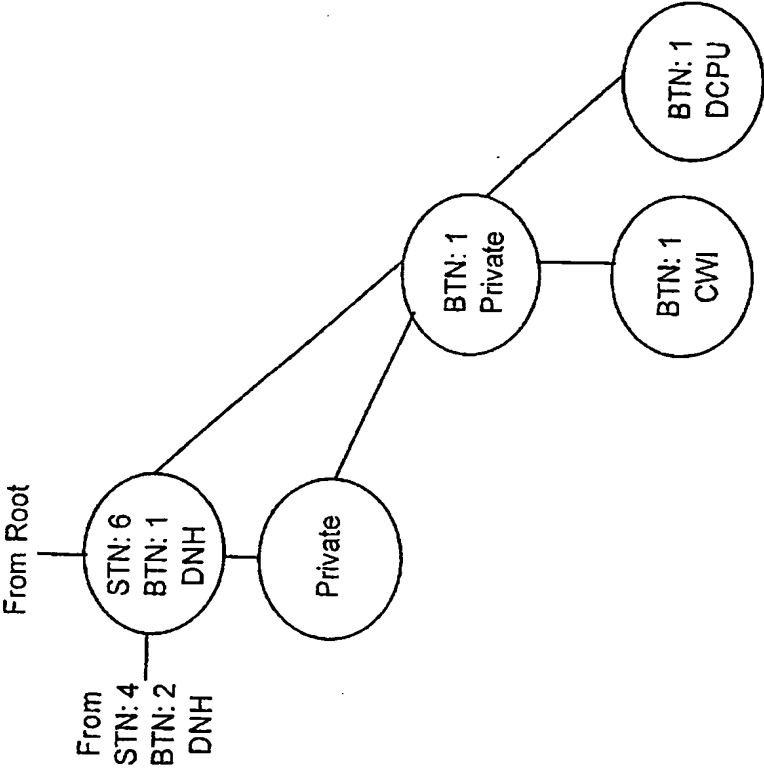 From Root
From
STN: 4
BTN: 2
DNH
STN: 6
BTN: 1
DNH
Private
BTN: 1
Private
BTN: 1
CWI
BTN: 1
DCPU